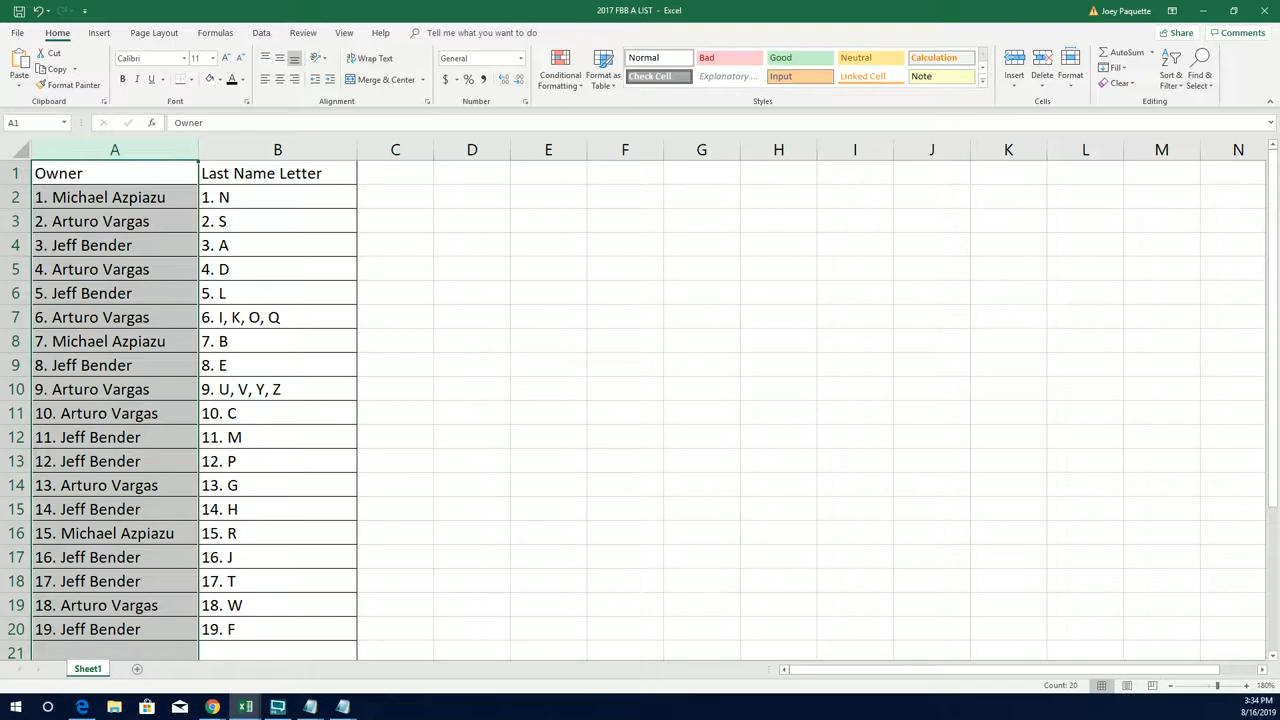 2017 FBB A LIST - Excel
Joey Paquette
File Home Insert Page Layout Formulas Data Review View Help Tell me what you want to do
Share Comments
Paste
Cut
Copy
Format Painter
Clipboard
Calibri 11
B I U
Font
Wrap Text
Merge & Center
Alignment
General
$ % ,
Number
Conditional Formatting
Format as Table
Normal Bad Good Neutral Calculation
Check Cell Explanatory ... Input Linked Cell Note
Styles
Insert Delete Format
Cells
AutoSum
Fill
Clear
Sort & Filter
Find & Select
Editing
A1 fx Owner
A B C D E F G H I J K L M N
1 Owner Last Name Letter
2 1. Michael Azpiazu 1. N
3 2. Arturo Vargas 2. S
4 3. Jeff Bender 3. A
5 4. Arturo Vargas 4. D
6 5. Jeff Bender 5. L
7 6. Arturo Vargas 6. I, K, O, Q
8 7. Michael Azpiazu 7. B
9 8. Jeff Bender 8. E
10 9. Arturo Vargas 9. U, V, Y, Z
11 10. Arturo Vargas 10. C
12 11. Jeff Bender 11. M
13 12. Jeff Bender 12. P
14 13. Arturo Vargas 13. G
15 14. Jeff Bender 14. H
16 15. Michael Azpiazu 15. R
17 16. Jeff Bender 16. J
18 17. Jeff Bender 17. T
19 18. Arturo Vargas 18. W
20 19. Jeff Bender 19. F
21
Sheet1
Count: 20 180%
3:34 PM
8/16/2019